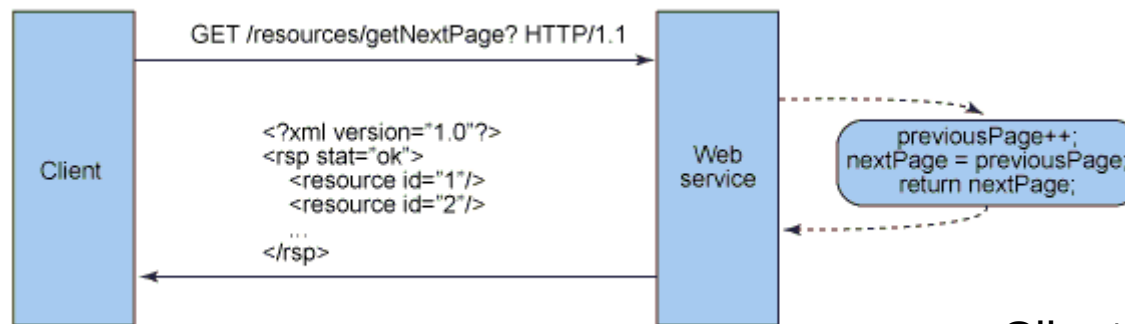 GET /resources/getNextPage? HTTP/1.1
<?xml version="1.0"?>
<rsp stat="ok">
<resource id="1"/>
<resource id="2"/>
...
</rsp>
Client
Web
service
previousPage++;
nextPage = previousPage;
return nextPage;